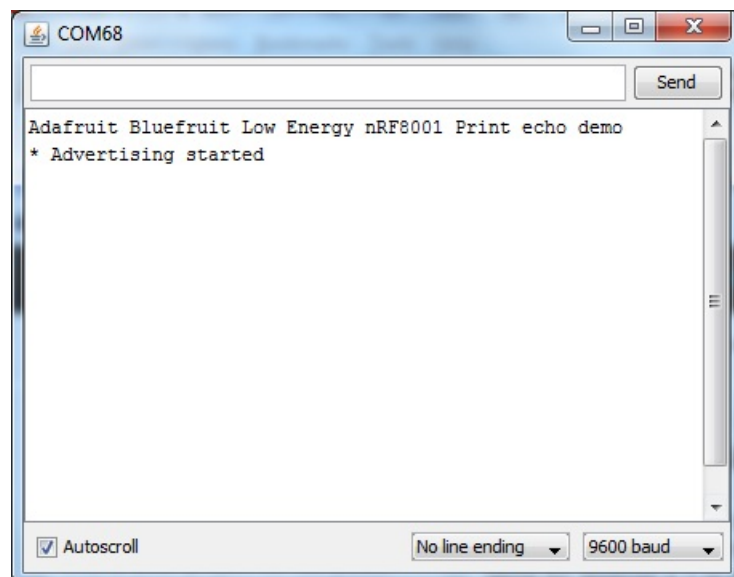 COM68
Send
Adafruit Bluefruit Low Energy nRF8001 Print echo demo
* Advertising started
Autoscroll
No line ending
9600 baud